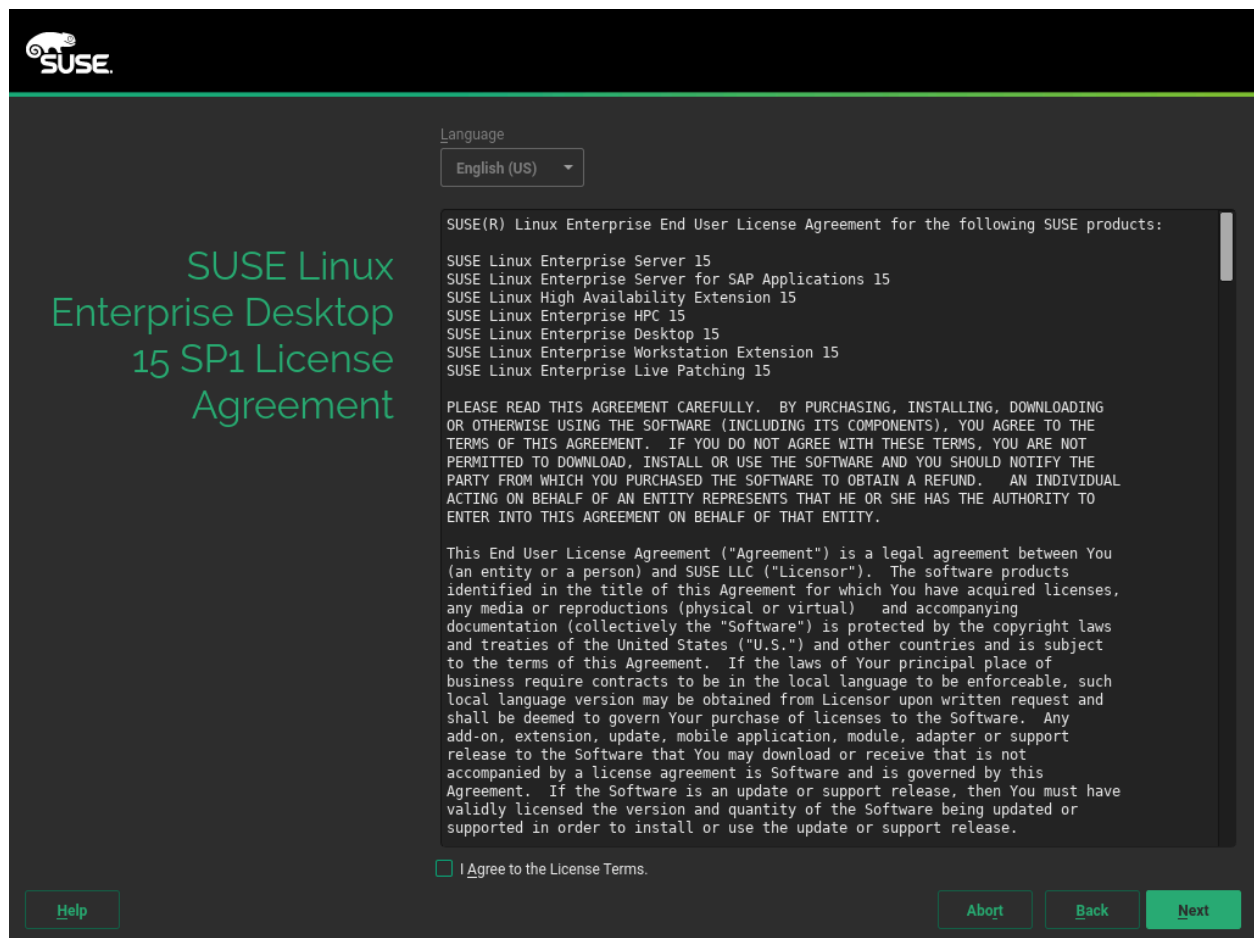 SUSE.
Language
English (US)
SUSE Linux
Enterprise Desktop
15 SP1 License
Agreement
SUSE(R) Linux Enterprise End User License Agreement for the following SUSE products:
SUSE Linux Enterprise Server 15
SUSE Linux Enterprise Server for SAP Applications 15
SUSE Linux High Availability Extension 15
SUSE Linux Enterprise HPC 15
SUSE Linux Enterprise Desktop 15
SUSE Linux Enterprise Workstation Extension 15
SUSE Linux Enterprise Live Patching 15
PLEASE READ THIS AGREEMENT CAREFULLY.  BY PURCHASING, INSTALLING, DOWNLOADING
OR OTHERWISE USING THE SOFTWARE (INCLUDING ITS COMPONENTS), YOU AGREE TO THE
TERMS OF THIS AGREEMENT.  IF YOU DO NOT AGREE WITH THESE TERMS, YOU ARE NOT
PERMITTED TO DOWNLOAD, INSTALL OR USE THE SOFTWARE AND YOU SHOULD NOTIFY THE
PARTY FROM WHICH YOU PURCHASED THE SOFTWARE TO OBTAIN A REFUND.   AN INDIVIDUAL
ACTING ON BEHALF OF AN ENTITY REPRESENTS THAT HE OR SHE HAS THE AUTHORITY TO
ENTER INTO THIS AGREEMENT ON BEHALF OF THAT ENTITY.
This End User License Agreement ("Agreement") is a legal agreement between You
(an entity or a person) and SUSE LLC ("Licensor").  The software products
identified in the title of this Agreement for which You have acquired licenses,
any media or reproductions (physical or virtual)   and accompanying
documentation (collectively the "Software") is protected by the copyright laws
and treaties of the United States ("U.S.") and other countries and is subject
to the terms of this Agreement.  If the laws of Your principal place of
business require contracts to be in the local language to be enforceable, such
local language version may be obtained from Licensor upon written request and
shall be deemed to govern Your purchase of licenses to the Software.  Any
add-on, extension, update, mobile application, module, adapter or support
release to the Software that You may download or receive that is not
accompanied by a license agreement is Software and is governed by this
Agreement.  If the Software is an update or support release, then You must have
validly licensed the version and quantity of the Software being updated or
supported in order to install or use the update or support release.
I Agree to the License Terms.
Help
Abort
Back
Next